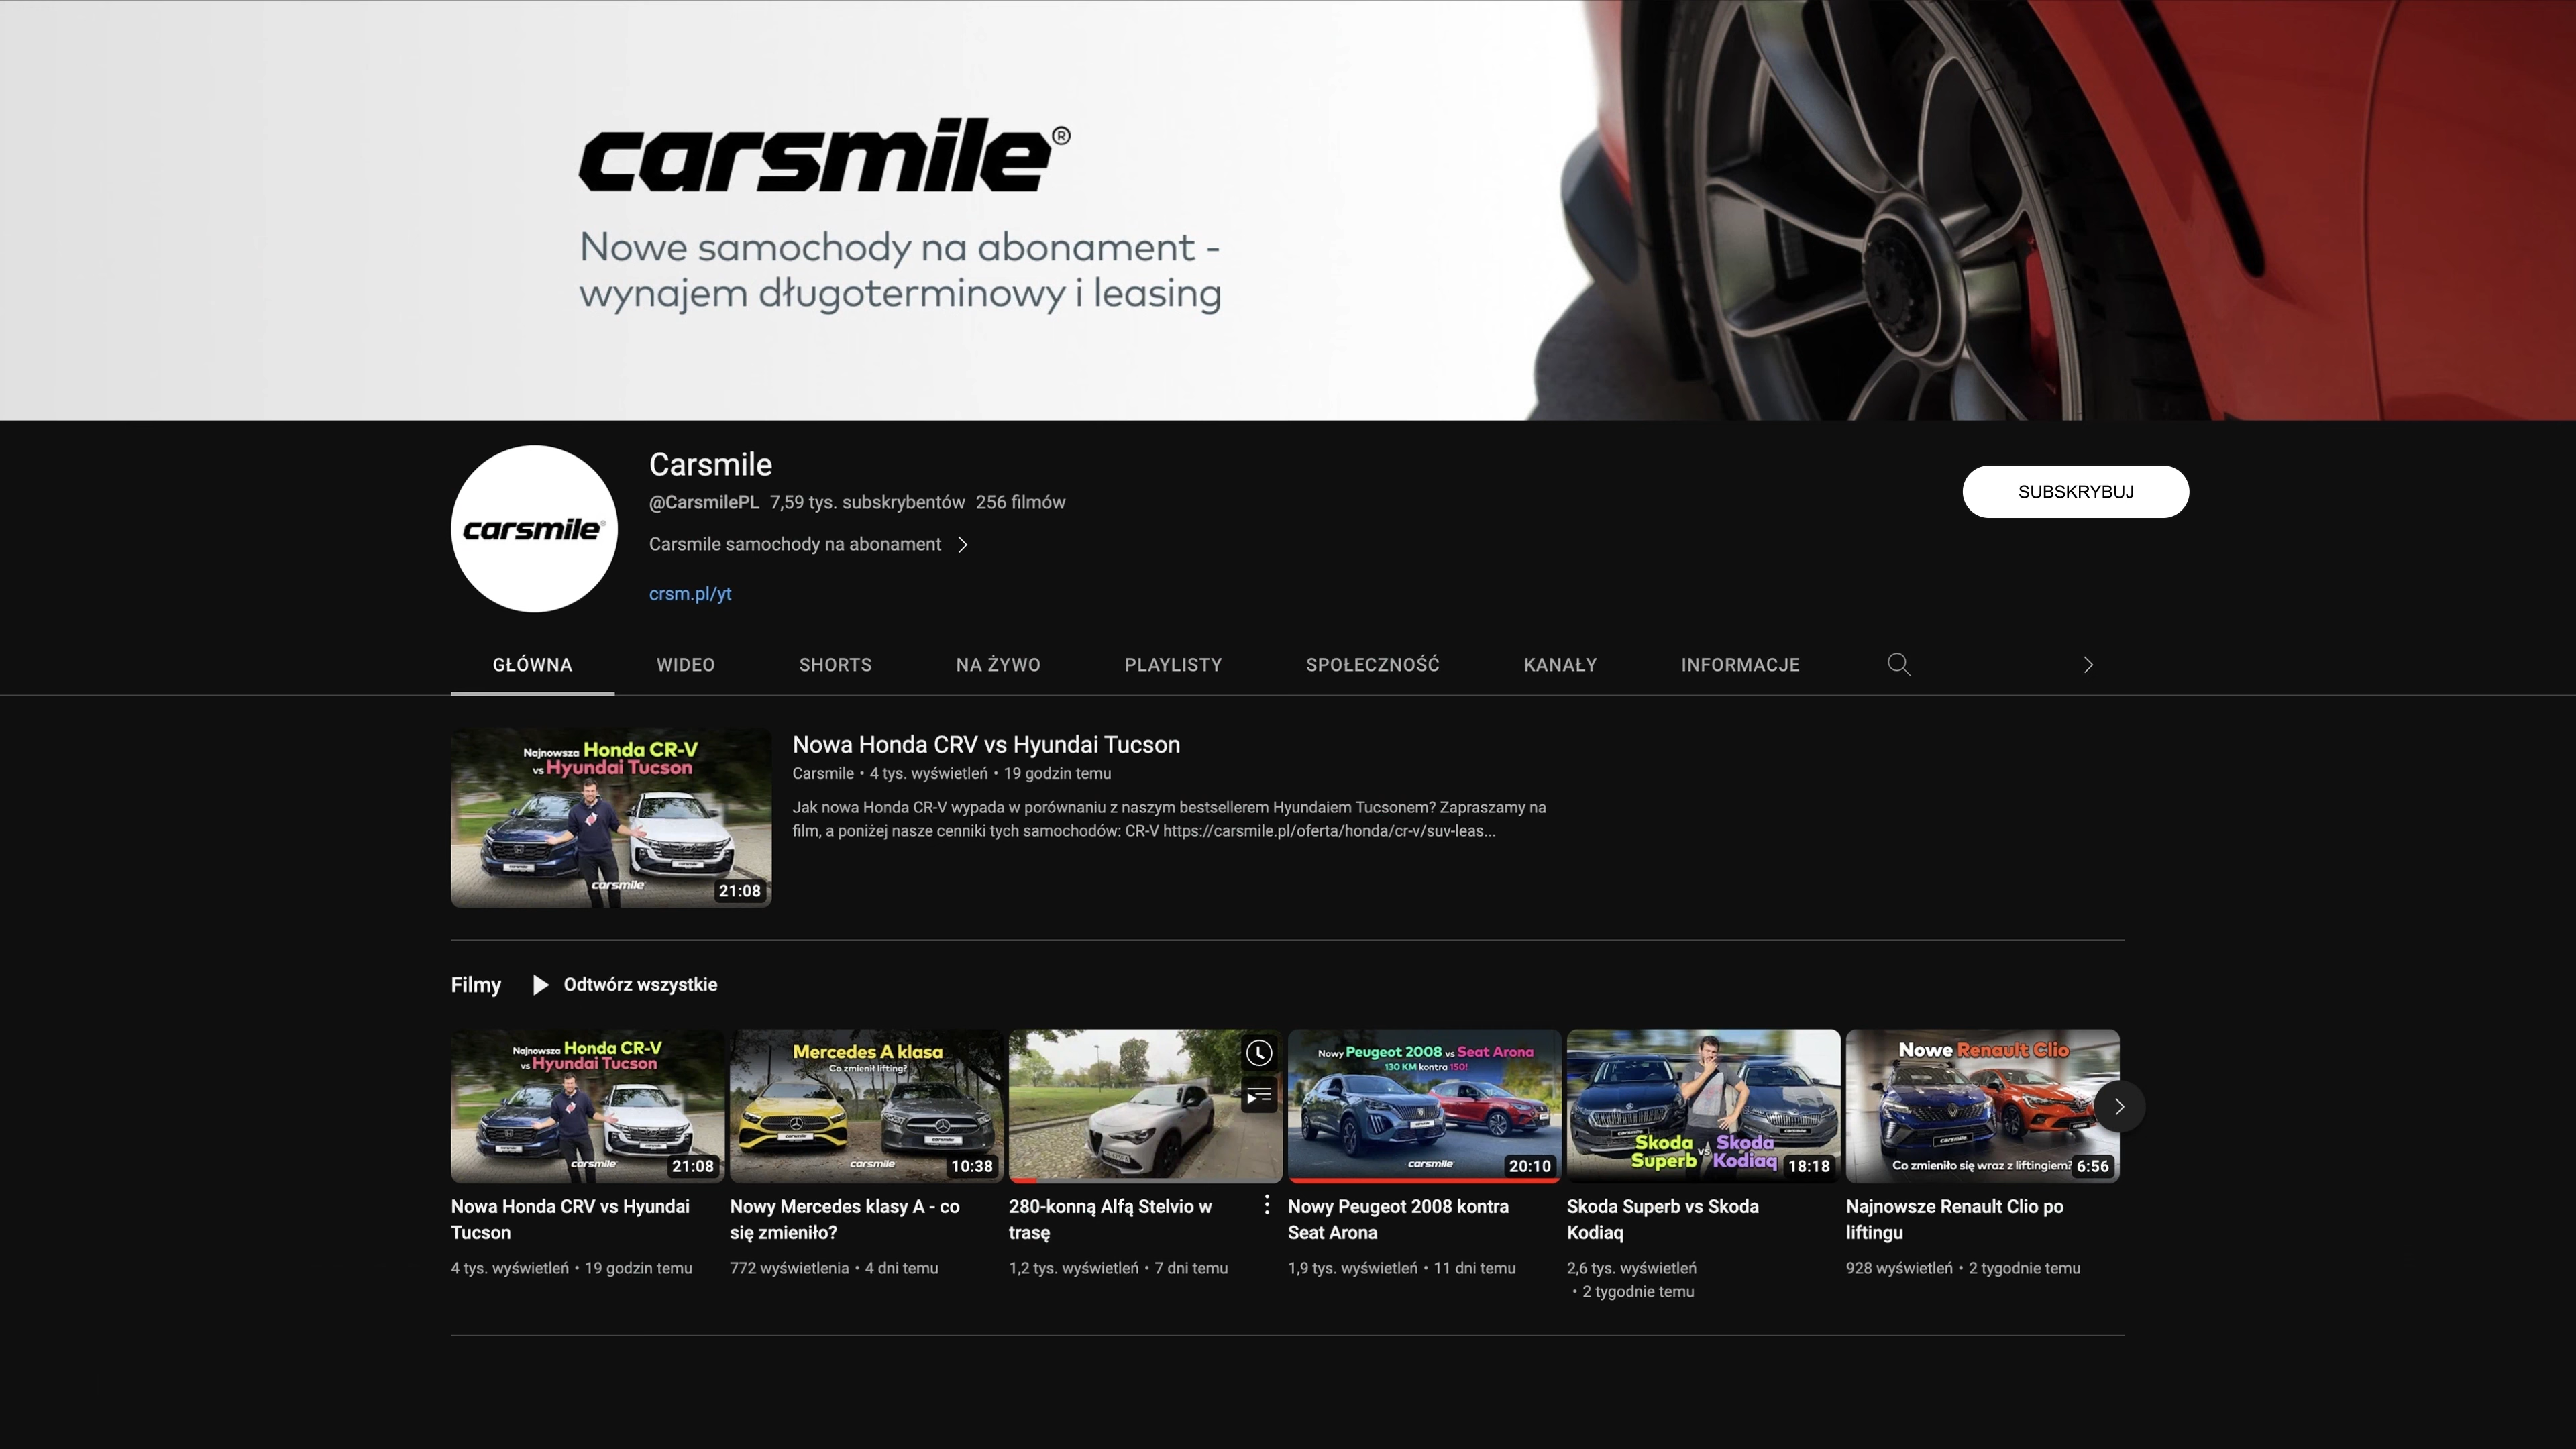 carsmile®
Nowe samochody na abonament -
wynajem długoterminowy i leasing
carsmile
Carsmile
@CarsmilePL 7,59 tys. subskrybentów 256 filmów
SUBSKRYBUJ
Carsmile samochody na abonament
crsm.pl/yt
GŁÓWNA WIDEO SHORTS NA ŻYWO PLAYLISTY SPOŁECZNOŚĆ KANAŁY INFORMACJE
Najnowsza Honda CR-V
vs Hyundai Tucson
carsmile
21:08
Nowa Honda CRV vs Hyundai Tucson
Carsmile • 4 tys. wyświetleń • 19 godzin temu
Jak nowa Honda CR-V wypada w porównaniu z naszym bestsellerem Hyundaiem Tucsonem? Zapraszamy na
film, a poniżej nasze cenniki tych samochodów: CR-V https://carsmile.pl/oferta/honda/cr-v/suv-leas...
Filmy Odtwórz wszystkie
Najnowsza Honda CR-V
vs Hyundai Tucson
carsmile
21:08
Nowa Honda CRV vs Hyundai
Tucson
4 tys. wyświetleń • 19 godzin temu
Mercedes A klasa
Co zmienił lifting?
carsmile
10:38
Nowy Mercedes klasy A - co
się zmieniło?
772 wyświetlenia • 4 dni temu
280-konną Alfą Stelvio w
trasę
1,2 tys. wyświetleń • 7 dni temu
Nowy Peugeot 2008 vs Seat Arona
130 KM kontra 150!
carsmile
20:10
Nowy Peugeot 2008 kontra
Seat Arona
1,9 tys. wyświetleń • 11 dni temu
Skoda Superb vs Skoda Kodiaq
18:18
Skoda Superb vs Skoda
Kodiaq
2,6 tys. wyświetleń
• 2 tygodnie temu
Nowe Renault Clio
carsmile
Co zmieniło się wraz z liftingiem?
6:56
Najnowsze Renault Clio po
liftingu
928 wyświetleń • 2 tygodnie temu